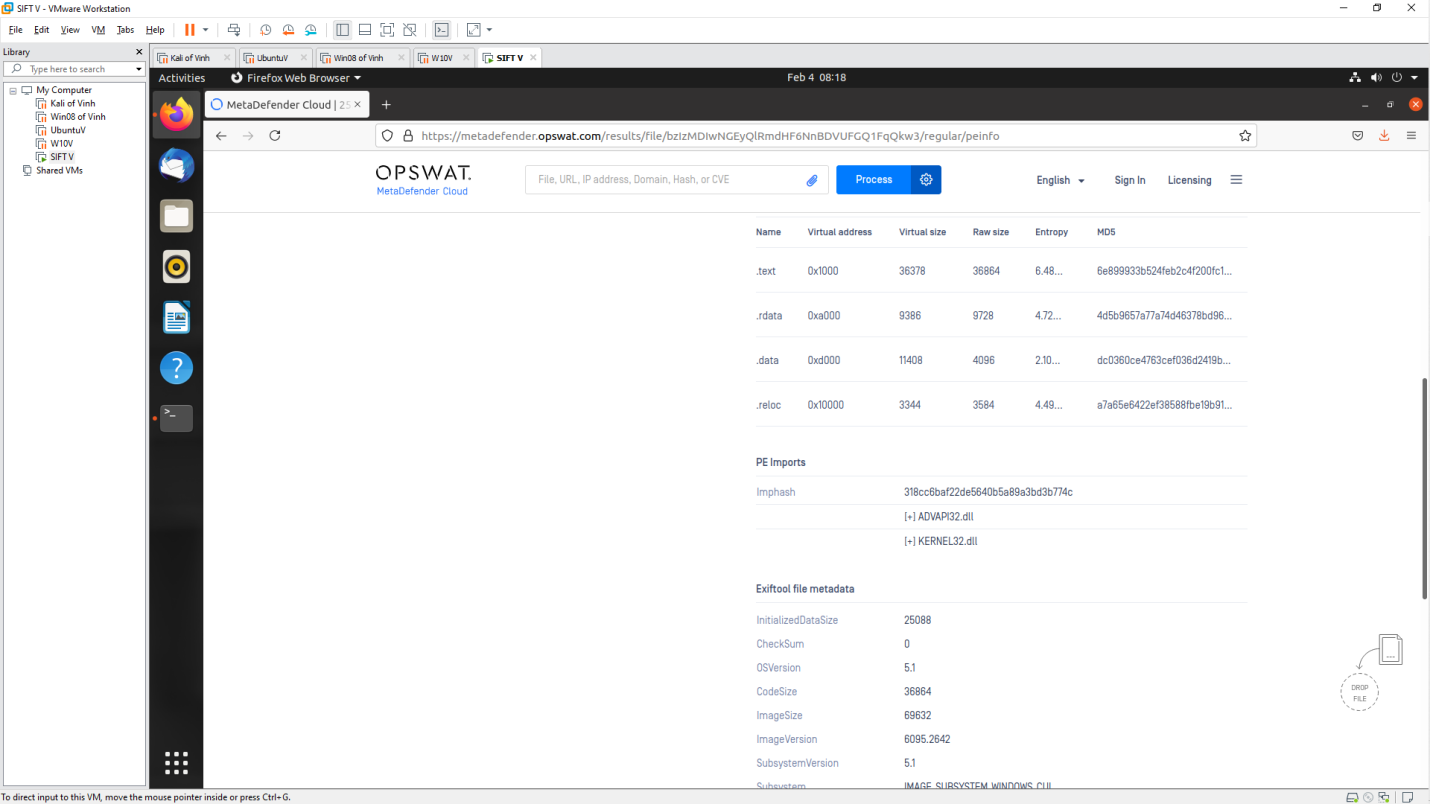 SIFT V - VMware Workstation
File Edit View VM Tabs Help
Library
Type here to search
My Computer
Kali of Vinh
Win08 of Vinh
UbuntuV
W10V
SIFT V
Shared VMs
Kali of Vinh UbuntuV Win08 of Vinh W10V SIFT V
Activities Firefox Web Browser Feb 4 08:18
MetaDefender Cloud | 25
https://metadefender.opswat.com/results/file/bzIzMDIwNGEyQlRmdHF6NnBDVUFGQ1FqQkw3/regular/peinfo
OPSWAT.
MetaDefender Cloud
File, URL, IP address, Domain, Hash, or CVE
Process
English Sign In Licensing
Name Virtual address Virtual size Raw size Entropy MD5
.text 0x1000 36378 36864 6.48... 6e899933b524feb2c4f200fc1...
.rdata 0xa000 9386 9728 4.72... 4d5b9657a77a74d46378bd96...
.data 0xd000 11408 4096 2.10... dc0360ce4763cef036d2419b...
.reloc 0x10000 3344 3584 4.49... a7a65e6422ef38588fbe19b91...
PE Imports
Imphash 318cc6baf22de5640b5a89a3bd3b774c
[+] ADVAPI32.dll
[+] KERNEL32.dll
Exiftool file metadata
InitializedDataSize 25088
CheckSum 0
OSVersion 5.1
CodeSize 36864
ImageSize 69632
ImageVersion 6095.2642
SubsystemVersion 5.1
Subsystem IMAGE_SUBSYSTEM_WINDOWS_CUI
DROP
FILE
To direct input to this VM, move the mouse pointer inside or press Ctrl+G.